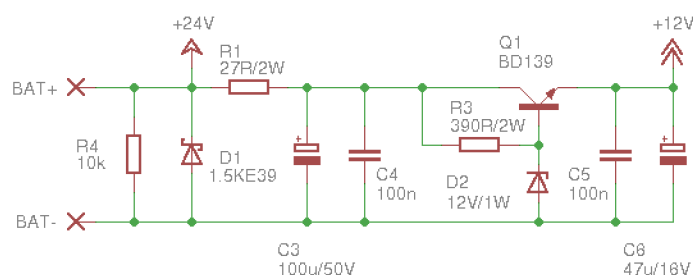 +24V
+12V
Q1
BD139
R1
27R/2W
BAT+
R3
390R/2W
R4
10k
D1
1.5KE39
C4
100n
D2
12V/1W
C5
100n
BAT-
C3
100u/50V
C6
47u/16V